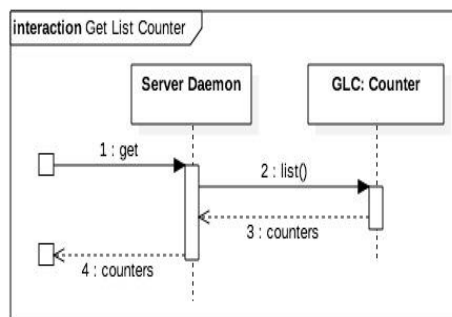 interaction Get List Counter
Server Daemon
GLC: Counter
1 : get
2 : list()
3 : counters
4 : counters